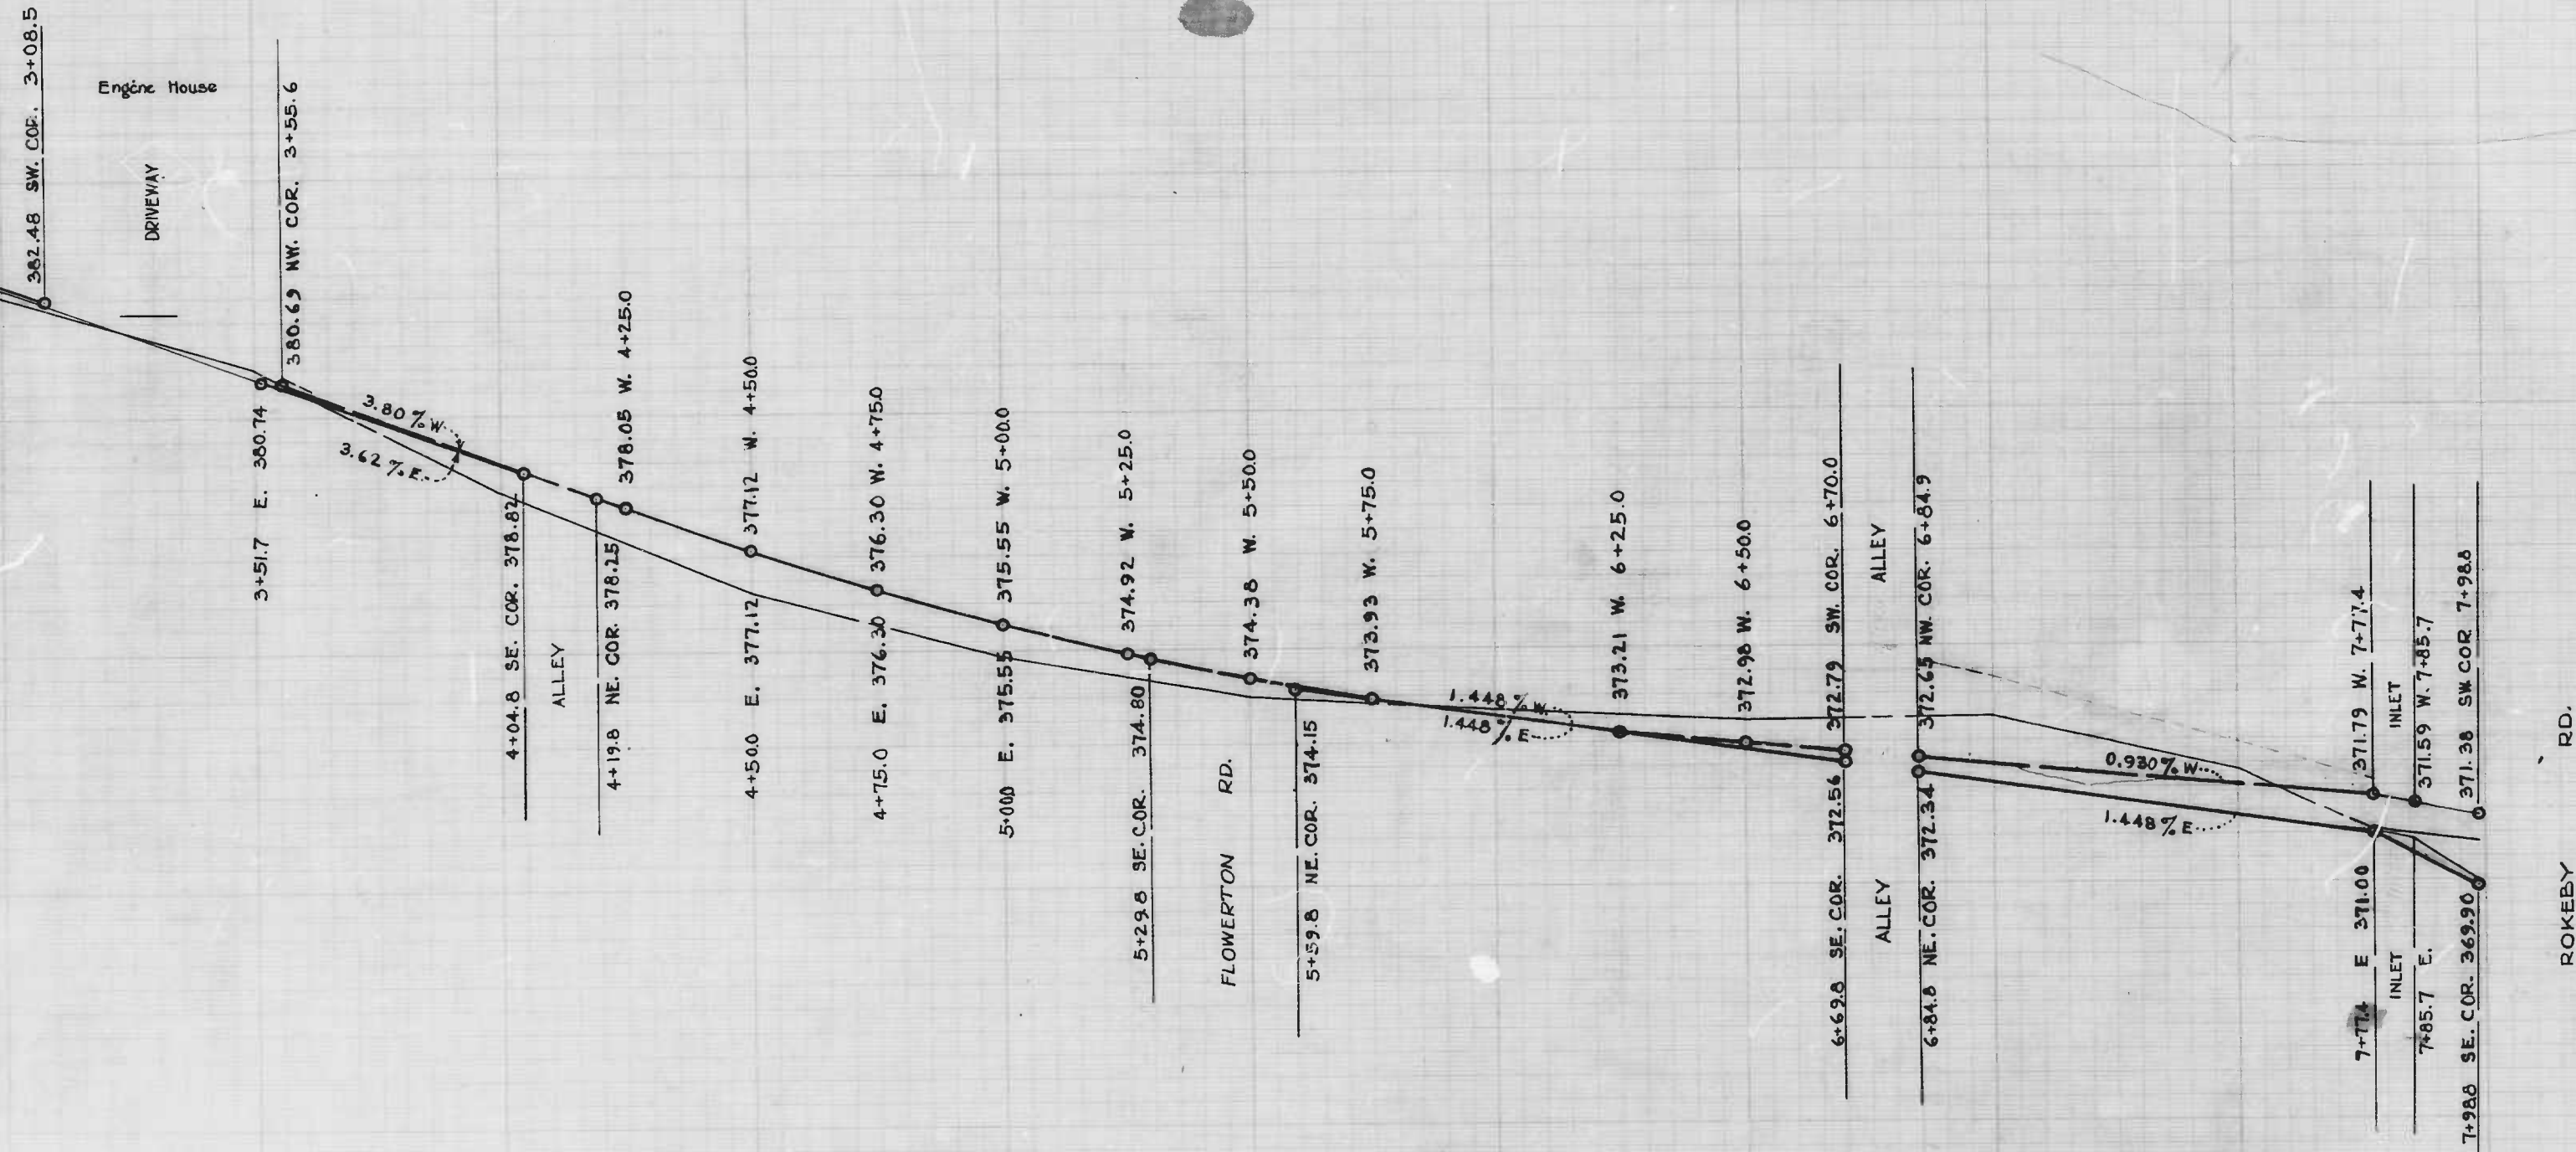 382.48 SW. COR. 3+08.5
Engine House
DRIVEWAY
380.69 NW. COR. 3+55.6
3+51.7 E. 380.74
3.80 % W.
3.62 % E.
4+04.8 SE. COR. 378.82
ALLEY
4+19.8 NE. COR. 378.25
378.05 W. 4+25.0
377.12 W. 4+50.0
4+50.0 E. 377.12
376.30 W. 4+75.0
4+75.0 E. 376.30
375.55 W. 5+00.0
5+00.0 E. 375.55
374.92 W. 5+25.0
5+29.8 SE. COR. 374.80
FLOWERTON RD.
374.38 W. 5+50.0
5+59.8 NE. COR. 374.15
373.93 W. 5+75.0
1.448 % W.
1.448 % E.
373.21 W. 6+25.0
372.98 W. 6+50.0
372.79 SW. COR. 6+70.0
6+69.8 SE. COR. 372.56
ALLEY
ALLEY
372.65 NW. COR. 6+84.9
6+84.8 NE. COR. 372.34
0.930% W.
1.448% E.
371.79 W. 7+77.4
7+77.4 E 371.00
INLET
INLET
371.59 W. 7+85.7
7+85.7 E.
371.38 SW. COR 7+98.8
7+98.8 SE. COR. 369.90
ROKEBY RD.